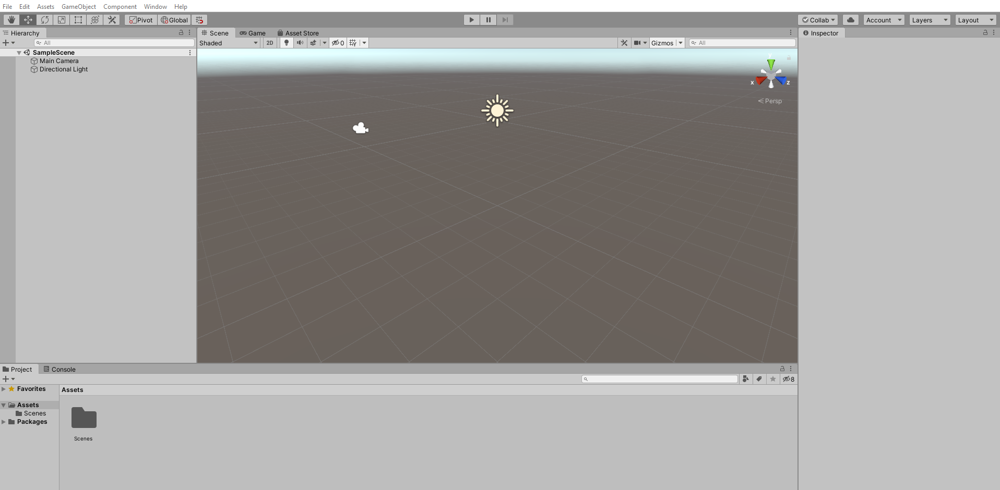 File Edit Assets GameObject Component Window Help
Pivot Global Collab Account Layers Layout
Hierarchy Scene Game Asset Store Inspector
All Shaded 2D 0 Gizmos All
SampleScene
Main Camera
Directional Light
y
x z
Persp
Project Console
8
Favorites Assets
Assets
Scenes
Packages
Scenes